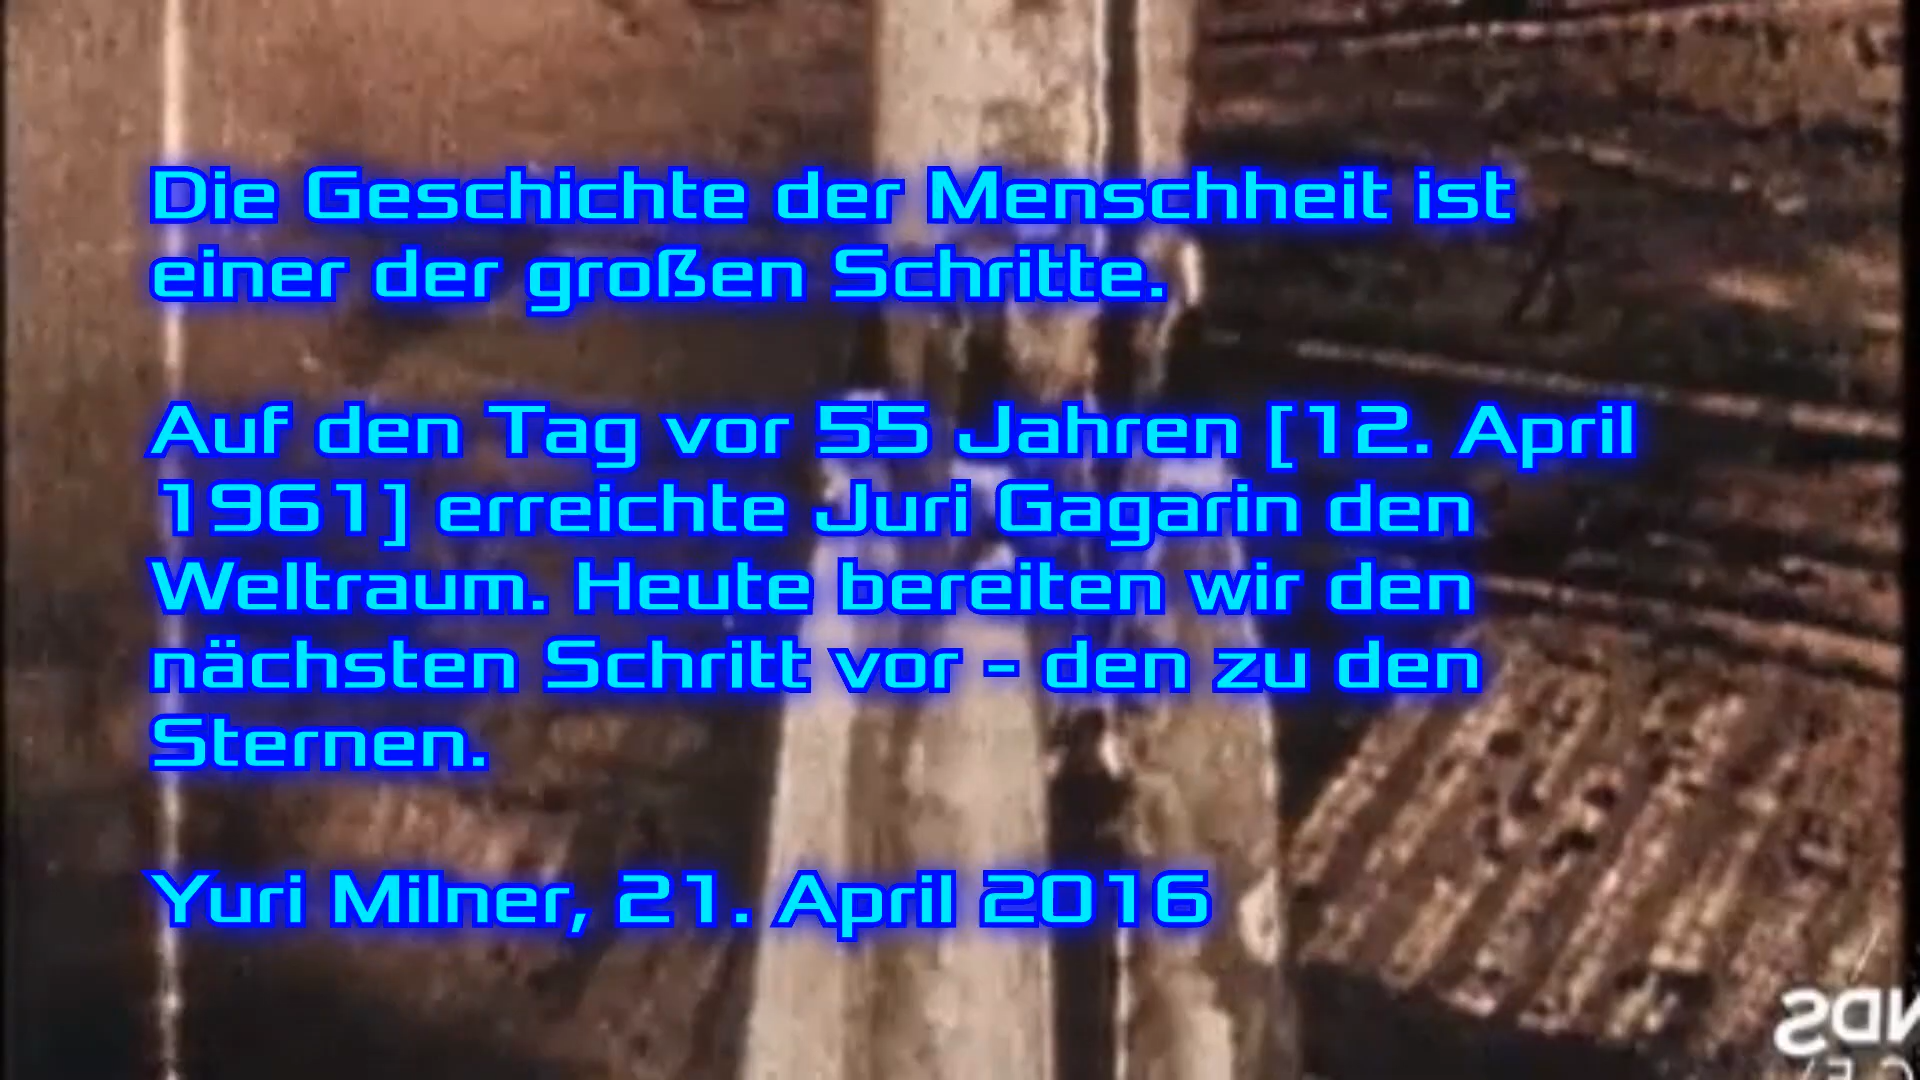 Die Geschichte der Menschheit ist
einer der großen Schritte.
Auf den Tag vor 55 Jahren [12. April
1961] erreichte Juri Gagarin den
Weltraum. Heute bereiten wir den
nächsten Schritt vor - den zu den
Sternen.
Yuri Milner, 21. April 2016